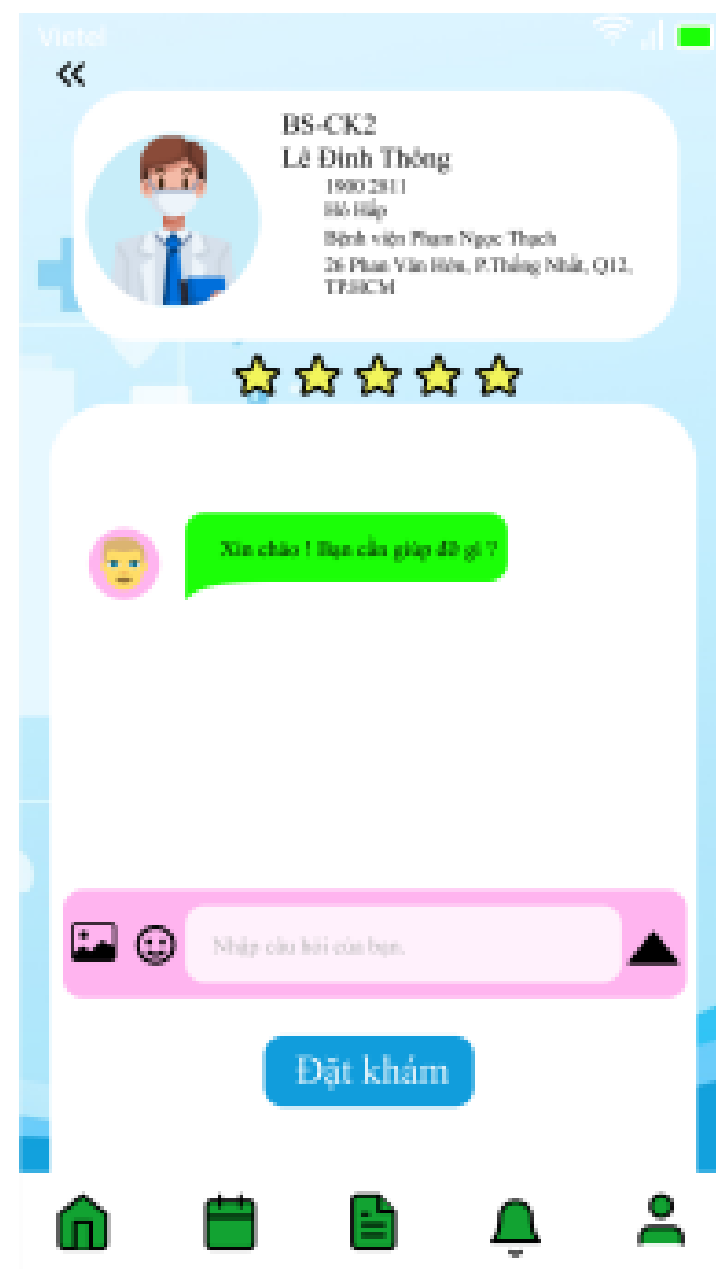 Viettel
BS-CK2
Lê Đình Thông
1900 2811
Hô Hấp
Bệnh viện Phạm Ngọc Thạch
26 Phan Văn Hớn, P.Thống Nhất, Q12,
TP.HCM
Xin chào ! Bạn cần giúp đỡ gì ?
Nhập câu hỏi của bạn.
Đặt khám